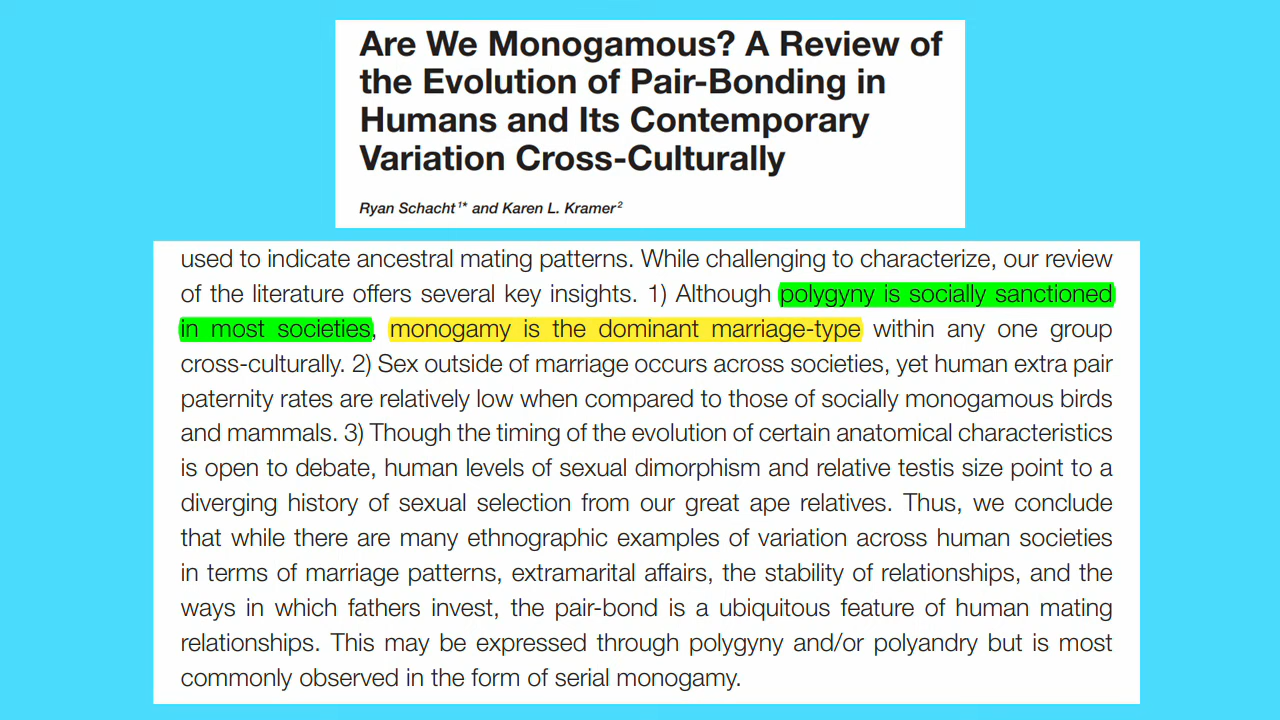 Are We Monogamous? A Review of
the Evolution of Pair-Bonding in
Humans and Its Contemporary
Variation Cross-Culturally
Ryan Schacht 1* and Karen L. Kramer 2
used to indicate ancestral mating patterns. While challenging to characterize, our review
of the literature offers several key insights. 1) Although polygyny is socially sanctioned
in most societies, monogamy is the dominant marriage-type within any one group
cross-culturally. 2) Sex outside of marriage occurs across societies, yet human extra pair
paternity rates are relatively low when compared to those of socially monogamous birds
and mammals. 3) Though the timing of the evolution of certain anatomical characteristics
is open to debate, human levels of sexual dimorphism and relative testis size point to a
diverging history of sexual selection from our great ape relatives. Thus, we conclude
that while there are many ethnographic examples of variation across human societies
in terms of marriage patterns, extramarital affairs, the stability of relationships, and the
ways in which fathers invest, the pair-bond is a ubiquitous feature of human mating
relationships. This may be expressed through polygyny and/or polyandry but is most
commonly observed in the form of serial monogamy.